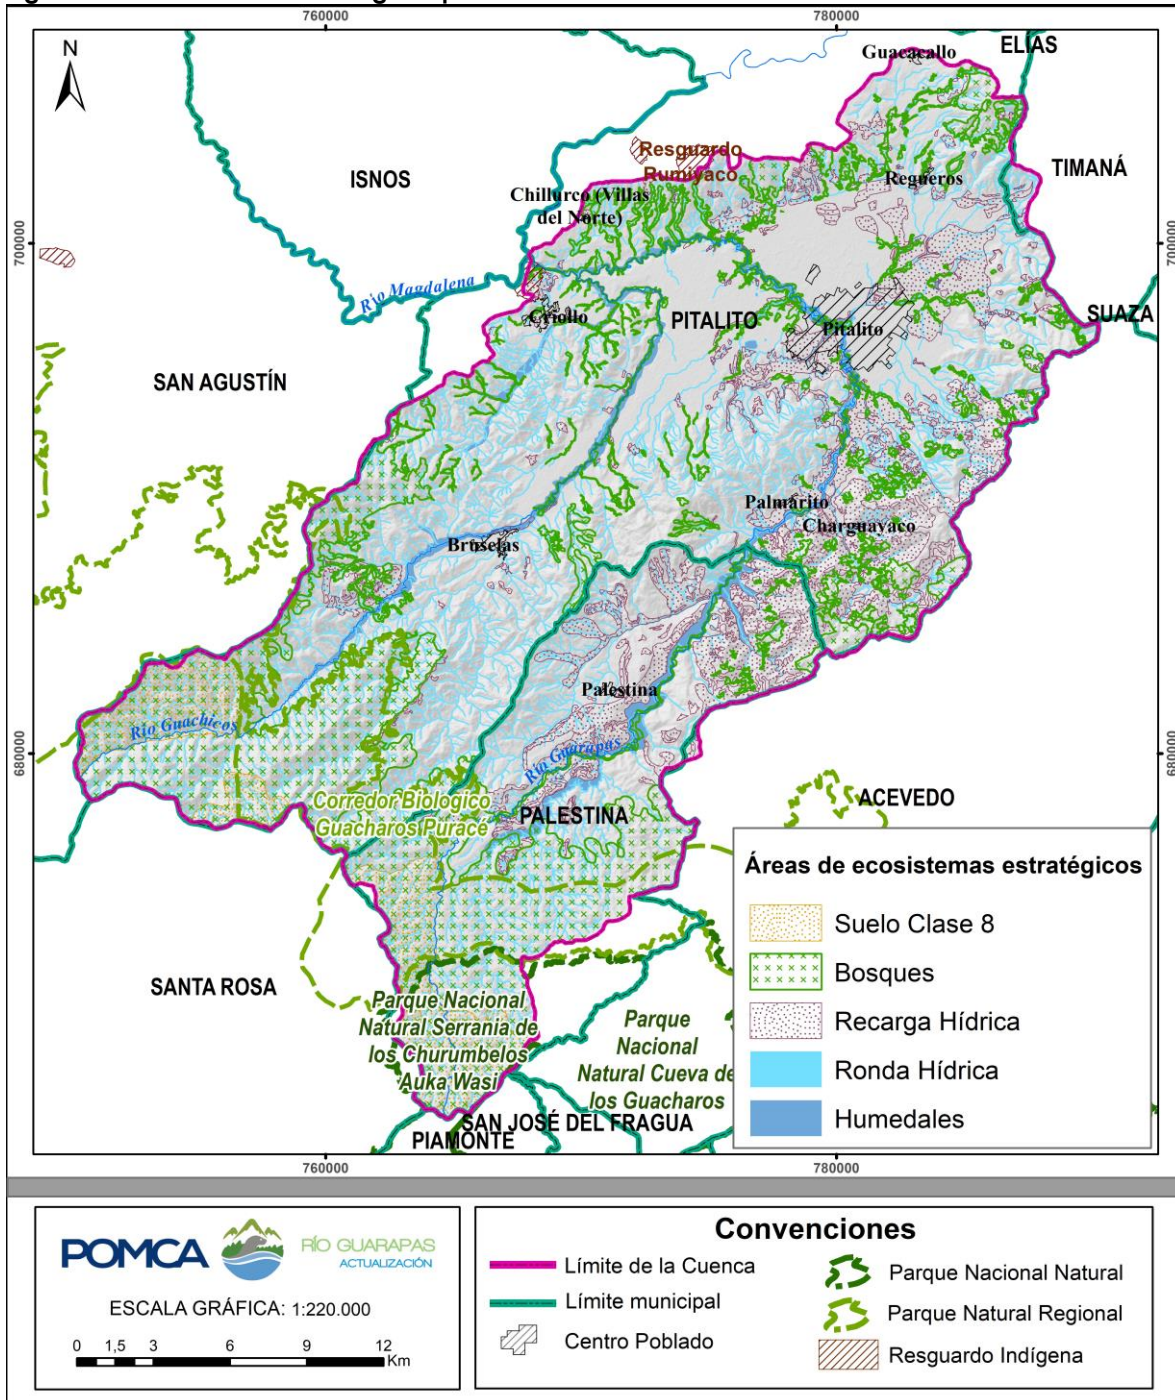 760000
780000
N
Guacacallo
ELIAS
ISNOS
Resguardo
Rumiyaco
TIMANÁ
Regueros
Chillurco (Villas
del Norte)
700000
700000
Río Magdalena
Criollo
PITALITO
Pitalito
SUAZA
SAN AGUSTÍN
Palmarito
Charguayaco
Bruselas
Palestina
Río Guachicos
Río Guarapas
680000
680000
Corredor Biologico
Guacharos Puracé
PALESTINA
ACEVEDO
Áreas de ecosistemas estratégicos
Suelo Clase 8
Bosques
Recarga Hídrica
Ronda Hídrica
Humedales
SANTA ROSA
Parque Nacional
Natural Serrania de
los Churumbelos
Auka Wasi
Parque
Nacional
Natural Cueva de
los Guacharos
SAN JOSÉ DEL FRAGUA
PIAMONTE
760000
780000
POMCA
RÍO GUARAPAS
ACTUALIZACIÓN
ESCALA GRÁFICA: 1:220.000
0 1,5 3 6 9 12
Km
Convenciones
Límite de la Cuenca
Límite municipal
Centro Poblado
Parque Nacional Natural
Parque Natural Regional
Resguardo Indígena